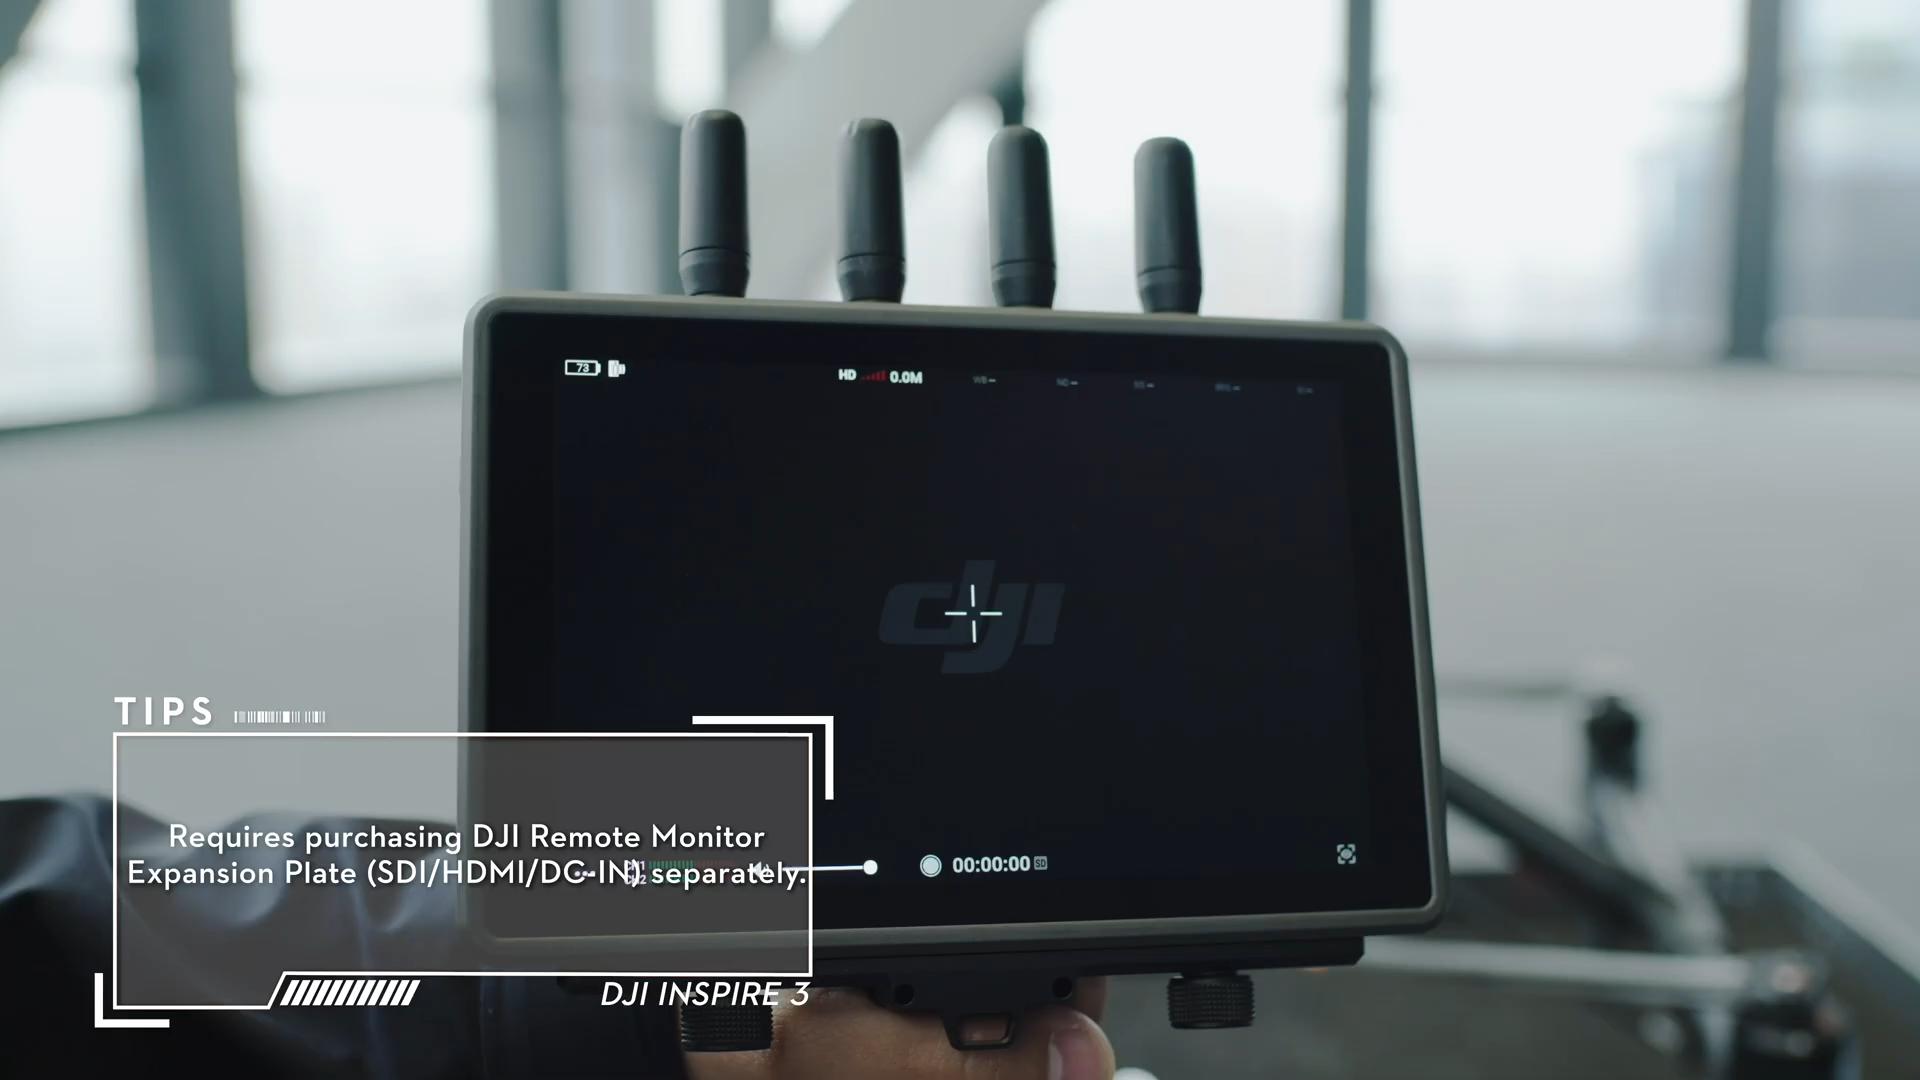 73
HD 0.0M
dji
TIPS
Requires purchasing DJI Remote Monitor
Expansion Plate (SDI/HDMI/DC-IN) separately.
00:00:00 SD
DJI INSPIRE 3